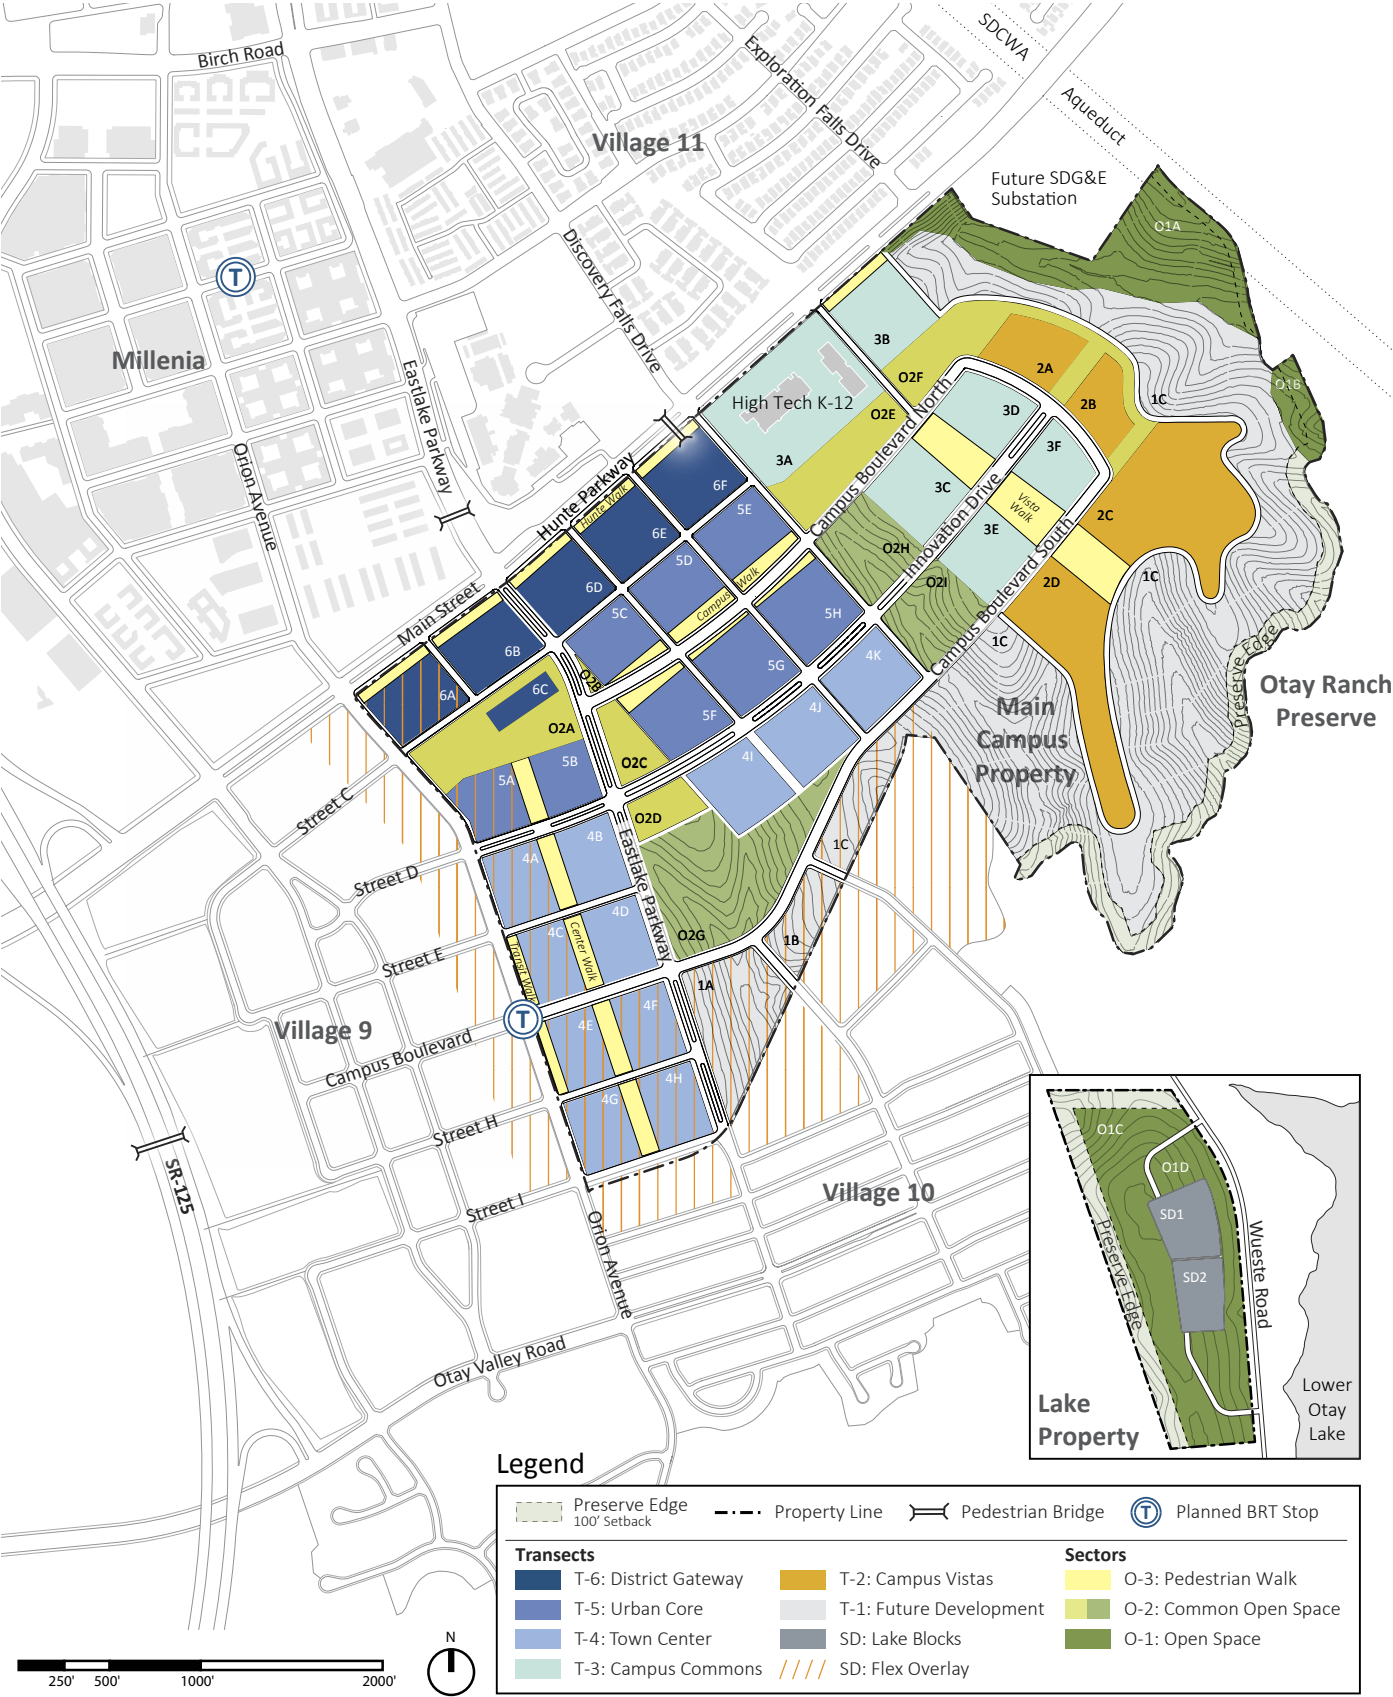 Birch Road
Exploration Falls Drive
SDCWA
Aqueduct
Village 11
Future SDG&E
Substation
O1A
Discovery Falls Drive
T
Millenia
Eastlake Parkway
Orion Avenue
3B
2A
O2F
O1B
1C
2B
High Tech K-12
O2E
3D
3F
3A
Campus Boulevard North
Hunte Parkway
Hunte Walk
6F
5E
3C
Innovation Drive
Vista
Walk
2C
6E
5D
3E
O2H
O2I
Campus Boulevard South
2D
1C
6D
5C
Campus Walk
5H
Main Street
6B
O2B
5G
4K
1C
Preserve Edge
Otay Ranch
Preserve
6A
6C
O2A
5F
4J
Main
Campus
Property
5A
5B
O2C
4I
Street C
O2D
4A
4B
Eastlake Parkway
1C
Street D
4C
4D
Center Walk
Transit Walk
O2G
1B
Street E
1A
Village 9
T
4E
4F
Campus Boulevard
4G
4H
Street H
Street I
SR-125
Orion Avenue
Village 10
Otay Valley Road
O1C
O1D
SD1
SD2
Preserve Edge
Wueste Road
Lake
Property
Lower
Otay
Lake
Legend
Preserve Edge
100' Setback
Property Line
Pedestrian Bridge
T
Planned BRT Stop
Transects
Sectors
T-6: District Gateway
T-2: Campus Vistas
O-3: Pedestrian Walk
T-5: Urban Core
T-1: Future Development
O-2: Common Open Space
T-4: Town Center
SD: Lake Blocks
O-1: Open Space
T-3: Campus Commons
SD: Flex Overlay
N
250' 500' 1000' 2000'